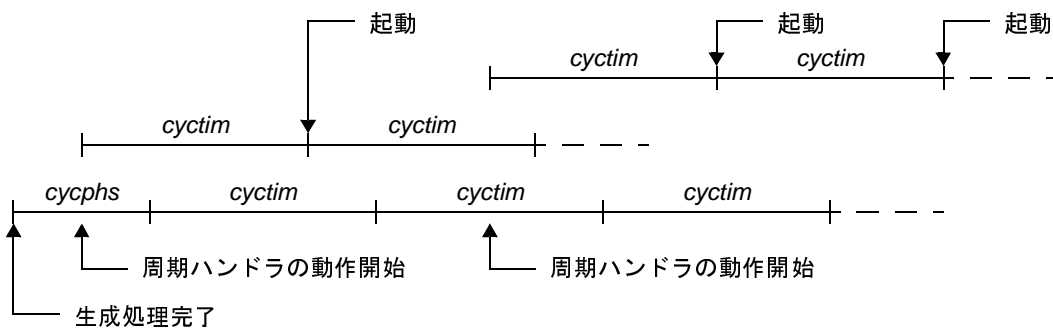 起動
起動
起動
cyctim
cyctim
cyctim
cyctim
cycphs
cyctim
cyctim
cyctim
周期ハンドラの動作開始
周期ハンドラの動作開始
生成処理完了